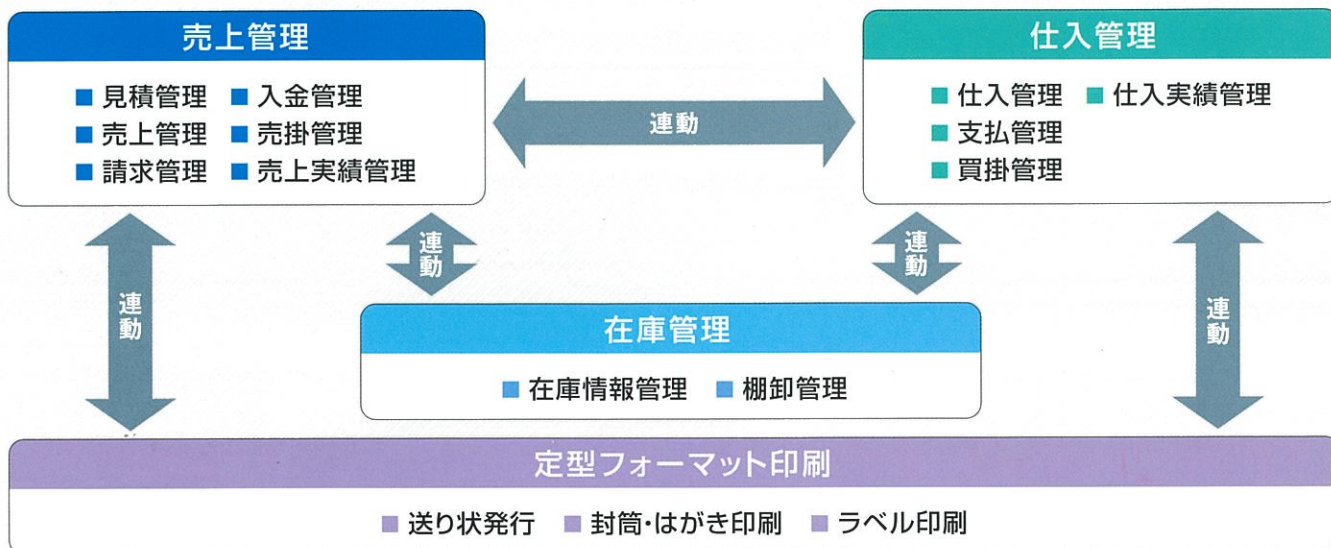 売上管理
■ 見積管理 ■ 入金管理
■ 売上管理 ■ 売掛管理
■ 請求管理 ■ 売上実績管理
連動
仕入管理
■ 仕入管理 ■ 仕入実績管理
■ 支払管理
■ 買掛管理
連動
連動
連動
連動
在庫管理
■ 在庫情報管理 ■ 棚卸管理
定型フォーマット印刷
■ 送り状発行 ■ 封筒・はがき印刷 ■ ラベル印刷